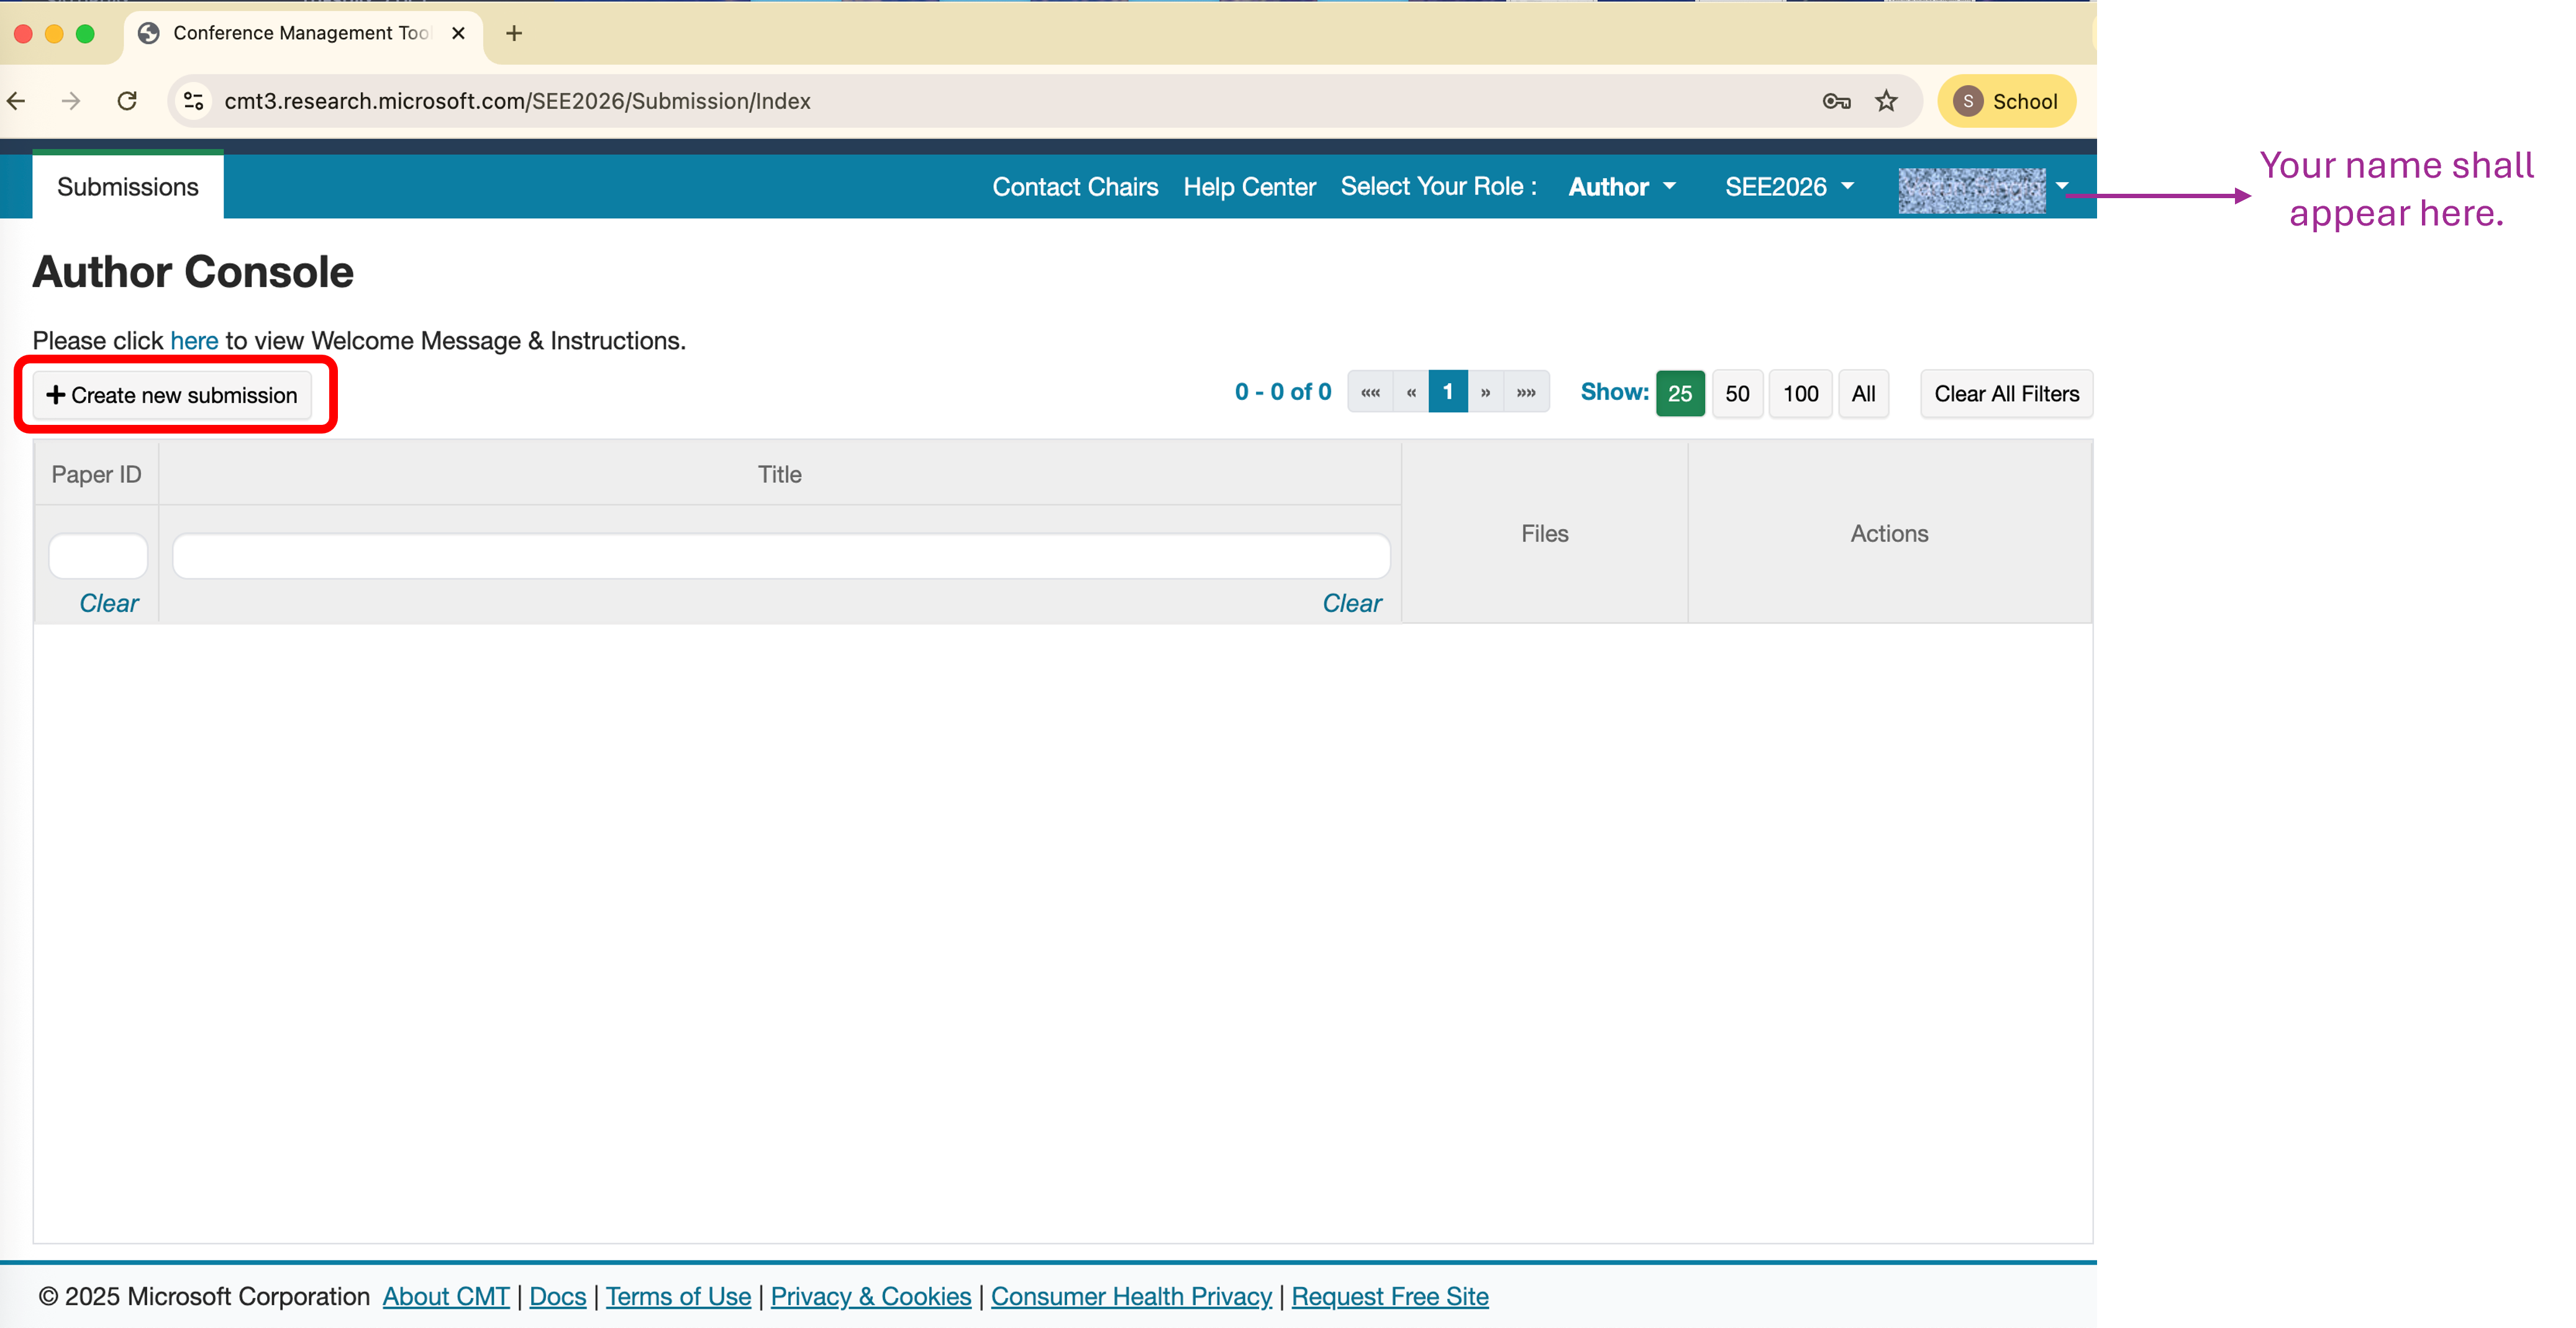 Conference Management Too
cmt3.research.microsoft.com/SEE2026/Submission/Index
S School
Submissions
Contact Chairs Help Center Select Your Role : Author SEE2026
Your name shall
appear here.
Author Console
Please click here to view Welcome Message & Instructions.
+ Create new submission
0 - 0 of 0 «« « 1 » »» Show: 25 50 100 All Clear All Filters
Paper ID Title Files Actions
Clear Clear
© 2025 Microsoft Corporation About CMT | Docs | Terms of Use | Privacy & Cookies | Consumer Health Privacy | Request Free Site